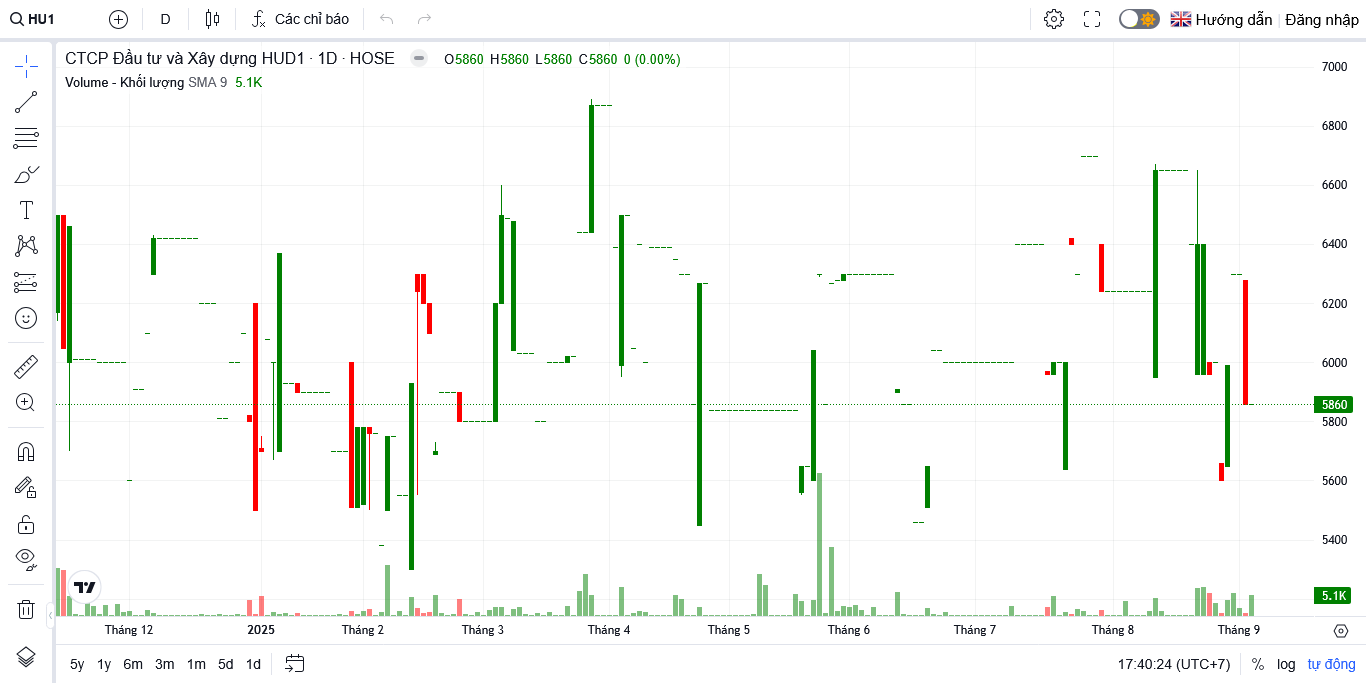 HU1 D Các chỉ báo Hướng dẫn Đăng nhập
CTCP Đầu tư và Xây dựng HUD1 · 1D · HOSE O5860 H5860 L5860 C5860 0 (0.00%)
Volume - Khối lượng SMA 9 5.1K
7000
6800
6600
6400
6200
6000
5860
5800
5600
5400
5.1K
Tháng 12 2025 Tháng 2 Tháng 3 Tháng 4 Tháng 5 Tháng 6 Tháng 7 Tháng 8 Tháng 9
5y 1y 6m 3m 1m 5d 1d 17:40:24 (UTC+7) % log tự động